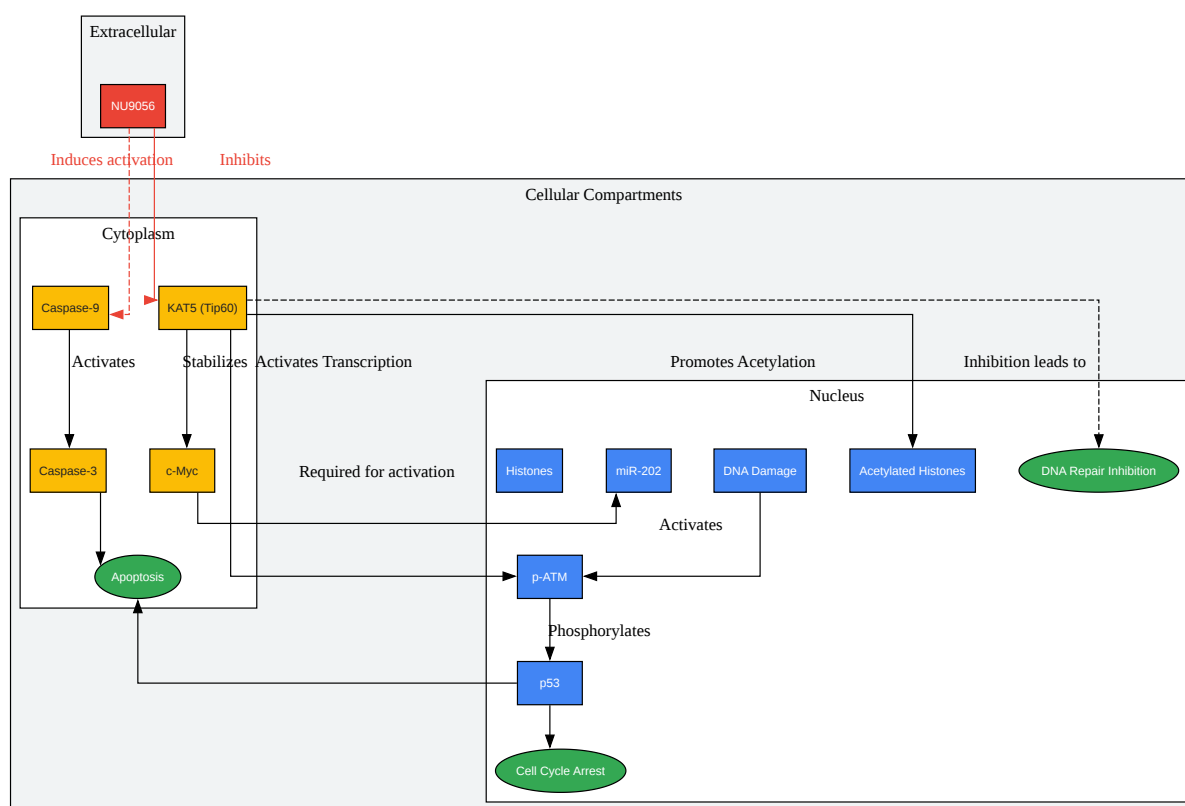 Extracellular
NU9056
Induces activation
Inhibits
Cellular Compartments
Cytoplasm
Caspase-9
KAT5 (Tip60)
Activates
Stabilizes
Activates Transcription
Promotes Acetylation
Inhibition leads to
Nucleus
Caspase-3
c-Myc
Required for activation
Histones
miR-202
DNA Damage
Acetylated Histones
DNA Repair Inhibition
Activates
Apoptosis
p-ATM
Phosphorylates
p53
Cell Cycle Arrest